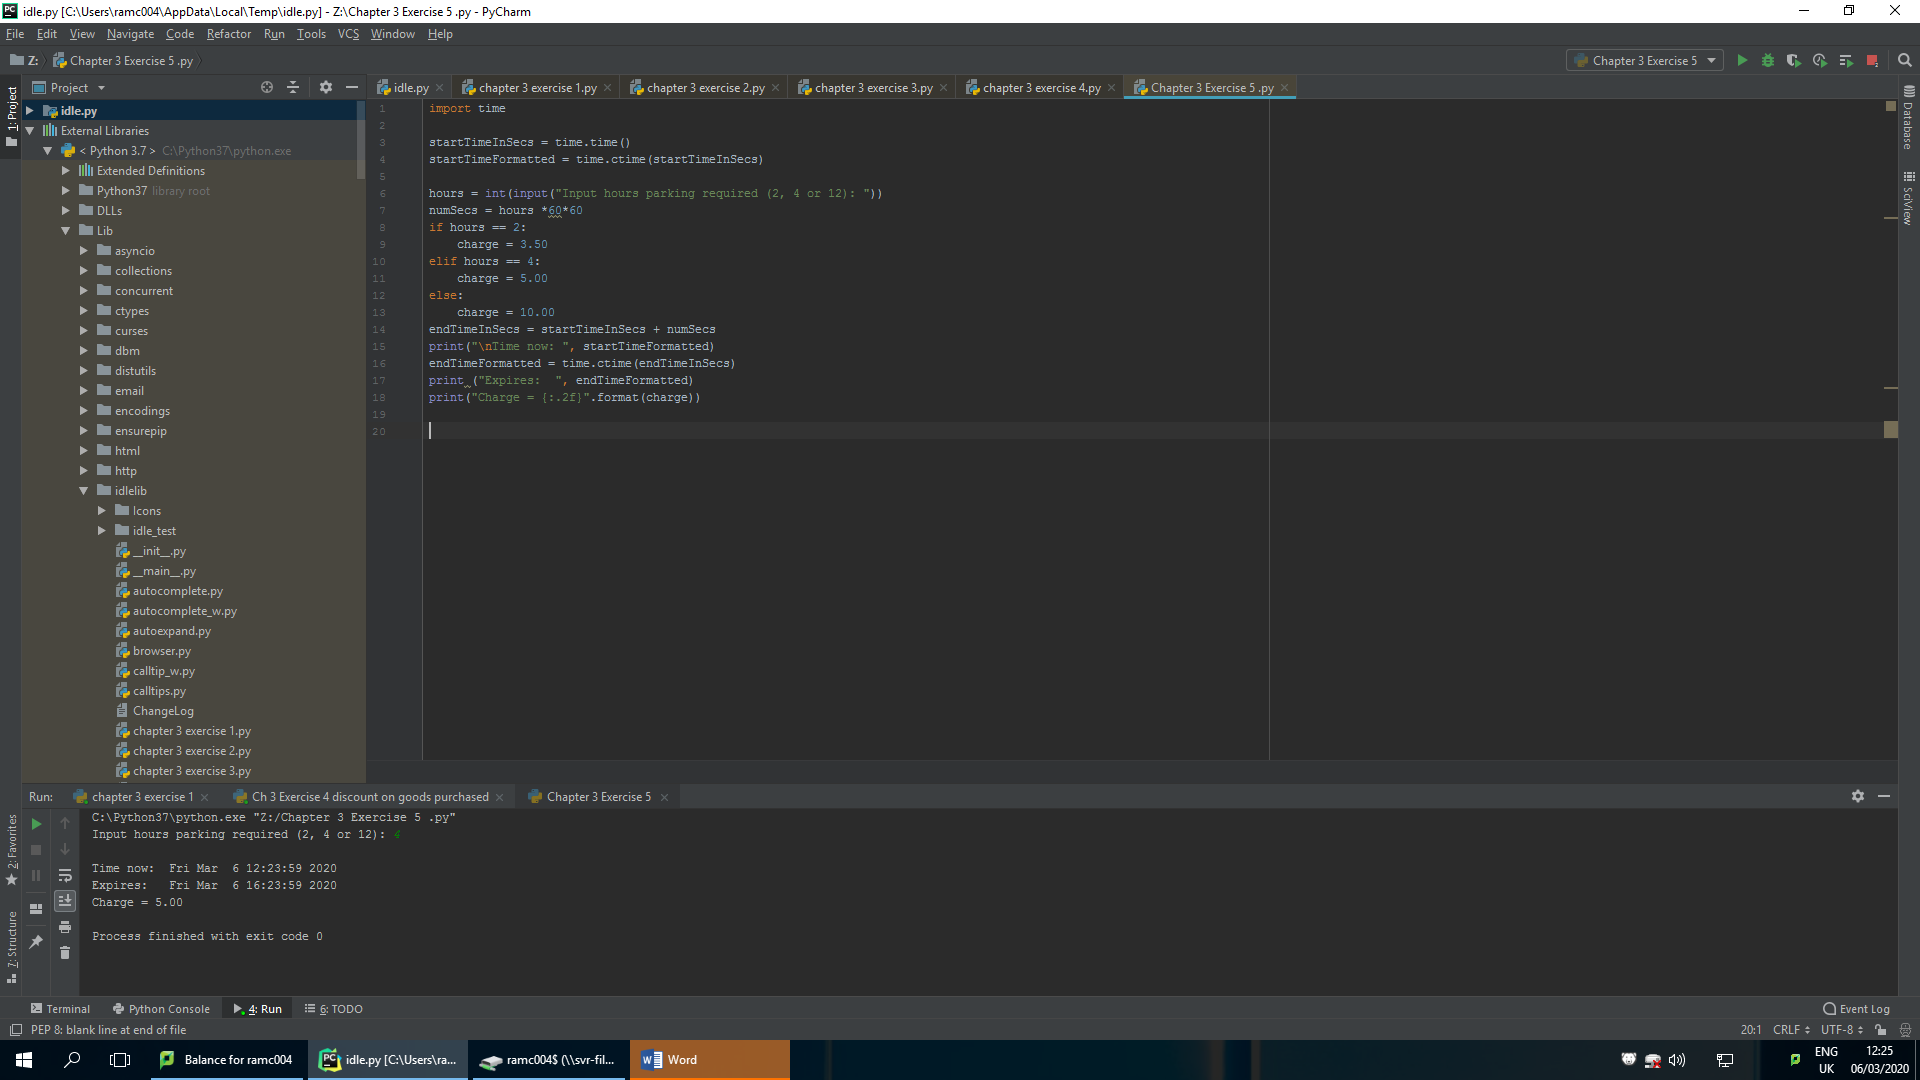 idle.py [C:\Users\ramc004\AppData\Local\Temp\idle.py] - Z:\Chapter 3 Exercise 5 .py - PyCharm
File Edit View Navigate Code Refactor Run Tools VCS Window Help
Z: Chapter 3 Exercise 5 .py
Chapter 3 Exercise 5
Project
idle.py chapter 3 exercise 1.py chapter 3 exercise 2.py chapter 3 exercise 3.py chapter 3 exercise 4.py Chapter 3 Exercise 5 .py
1: Project
idle.py
External Libraries
< Python 3.7 > C:\Python37\python.exe
Extended Definitions
Python37 library root
DLLs
Lib
asyncio
collections
concurrent
ctypes
curses
dbm
distutils
email
encodings
ensurepip
html
http
idlelib
Icons
idle_test
__init__.py
__main__.py
autocomplete.py
autocomplete_w.py
autoexpand.py
browser.py
calltip_w.py
calltips.py
ChangeLog
chapter 3 exercise 1.py
chapter 3 exercise 2.py
chapter 3 exercise 3.py
1 import time
2
3 startTimeInSecs = time.time()
4 startTimeFormatted = time.ctime(startTimeInSecs)
5
6 hours = int(input("Input hours parking required (2, 4 or 12): "))
7 numSecs = hours *60*60
8 if hours == 2:
9 charge = 3.50
10 elif hours == 4:
11 charge = 5.00
12 else:
13 charge = 10.00
14 endTimeInSecs = startTimeInSecs + numSecs
15 print("\nTime now: ", startTimeFormatted)
16 endTimeFormatted = time.ctime(endTimeInSecs)
17 print ("Expires:  ", endTimeFormatted)
18 print("Charge = {:.2f}".format(charge))
19
20
Database
SciView
Run: chapter 3 exercise 1 Ch 3 Exercise 4 discount on goods purchased Chapter 3 Exercise 5
C:\Python37\python.exe "Z:/Chapter 3 Exercise 5 .py"
Input hours parking required (2, 4 or 12): 4
Time now:  Fri Mar  6 12:23:59 2020
Expires:   Fri Mar  6 16:23:59 2020
Charge = 5.00
Process finished with exit code 0
2: Favorites
7: Structure
Terminal Python Console 4: Run 6: TODO Event Log
PEP 8: blank line at end of file 20:1 CRLF UTF-8
Balance for ramc004 idle.py [C:\Users\ra... ramc004$ (\\svr-fil... Word
ENG
UK
12:25
06/03/2020